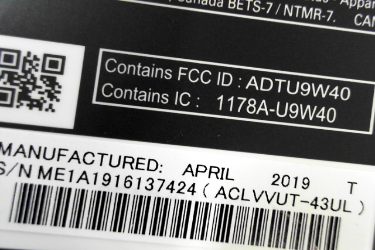 Canada BETS-7 / NTMR-7. CAN
Contains FCC ID : ADTU9W40
Contains IC : 1178A-U9W40
MANUFACTURED: APRIL 2019 T
S/N ME1A1916137424 ( ACLVVUT-43UL )